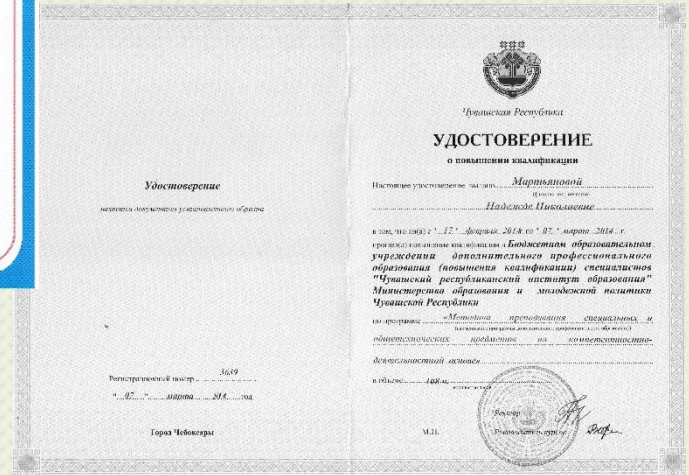 Удостоверение
является документом установленного образца
Регистрационный номер 3639
" 07 " марта 2014 год
Город Чебоксары
Чувашская Республика
УДОСТОВЕРЕНИЕ
о повышении квалификации
Настоящее удостоверение выдано Мартьяновой
Надежде Николаевне
в том, что он(а) с " 17 " февраля 2014 по " 07 " марта 2014 г.
прошел(а) повышение квалификации в Бюджетном образовательном
учреждении дополнительного профессионального
образования (повышения квалификации) специалистов
"Чувашский республиканский институт образования"
Министерства образования и молодежной политики
Чувашской Республики
по программе «Методика преподавания специальных и
общетехнических предметов на компетентностно-
деятельностной основе»
в объеме 108 ч.
Ректор
М.П.